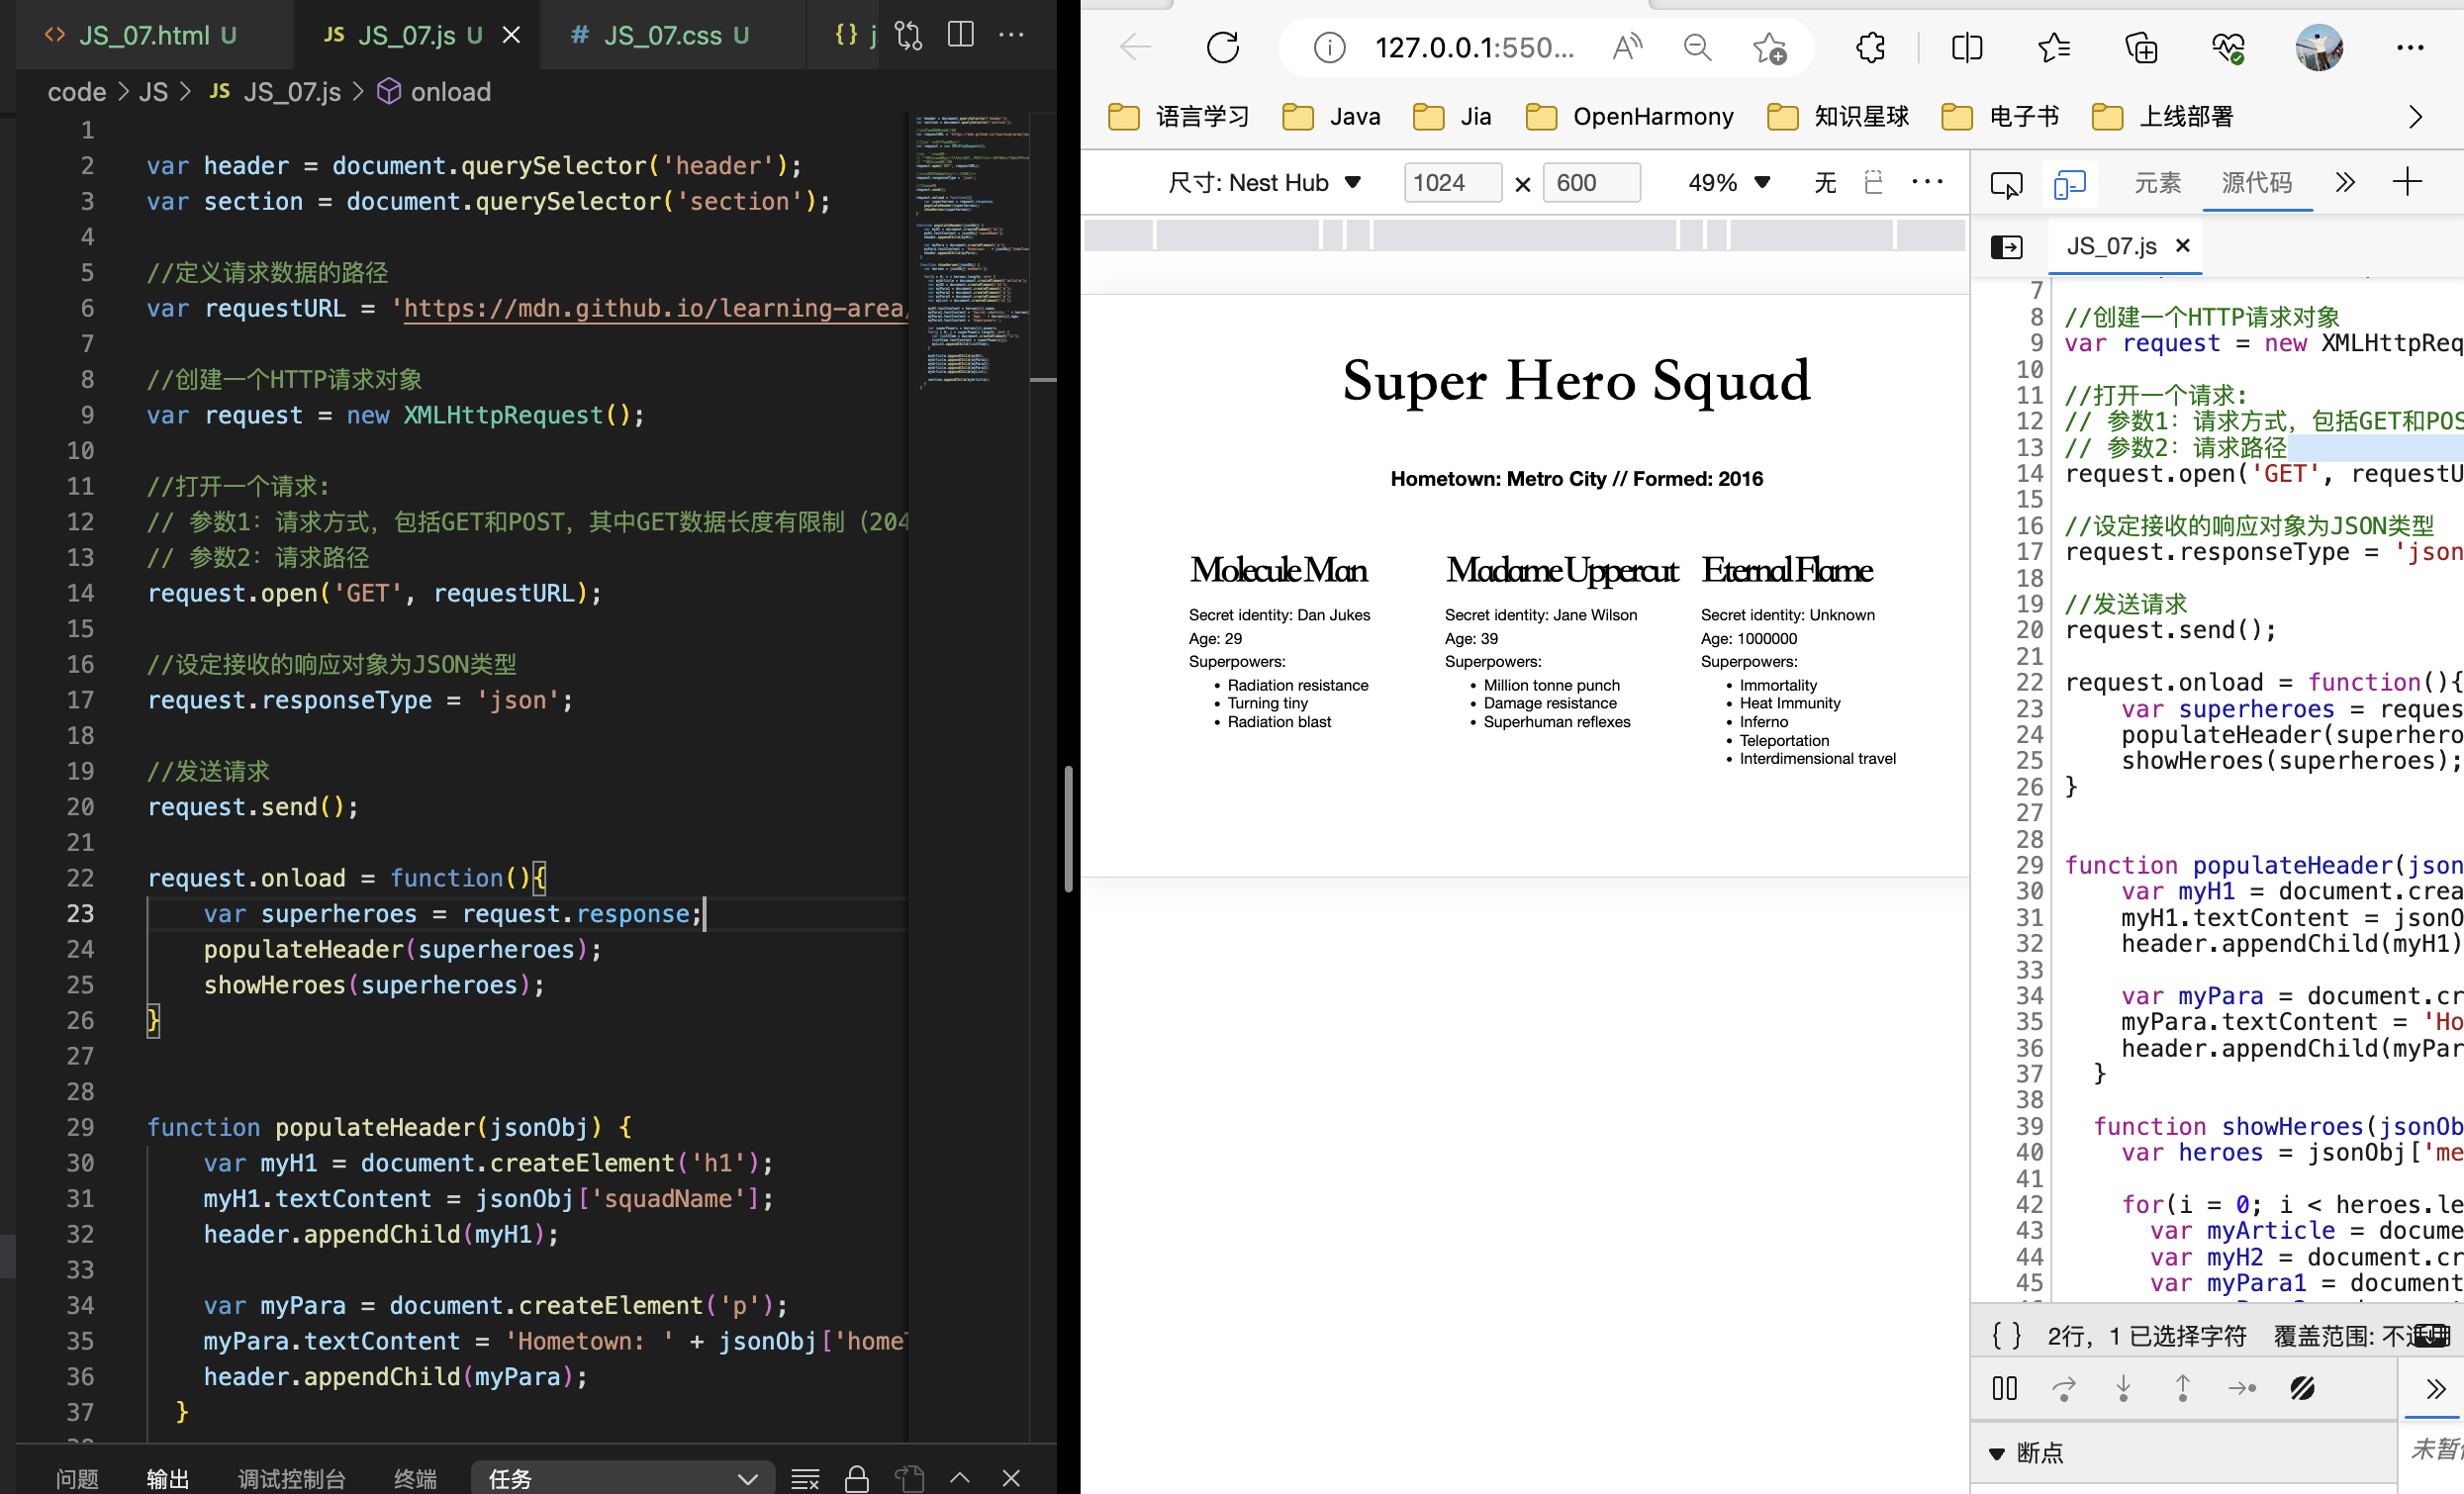 JS_07.html U
JS JS_07.js U
# JS_07.css U
{} j
code > JS > JS JS_07.js > onload
1
2 var header = document.querySelector('header');
3 var section = document.querySelector('section');
4
5 //定义请求数据的路径
6 var requestURL = 'https://mdn.github.io/learning-area/
7
8 //创建一个HTTP请求对象
9 var request = new XMLHttpRequest();
10
11 //打开一个请求:
12 // 参数1: 请求方式, 包括GET和POST, 其中GET数据长度有限制 (204
13 // 参数2: 请求路径
14 request.open('GET', requestURL);
15
16 //设定接收的响应对象为JSON类型
17 request.responseType = 'json';
18
19 //发送请求
20 request.send();
21
22 request.onload = function(){
23 var superheroes = request.response;
24 populateHeader(superheroes);
25 showHeroes(superheroes);
26 }
27
28
29 function populateHeader(jsonObj) {
30 var myH1 = document.createElement('h1');
31 myH1.textContent = jsonObj['squadName'];
32 header.appendChild(myH1);
33
34 var myPara = document.createElement('p');
35 myPara.textContent = 'Hometown: ' + jsonObj['home
36 header.appendChild(myPara);
37 }
问题 输出 调试控制台 终端 任务
127.0.0.1:550...
语言学习 Java Jia OpenHarmony 知识星球 电子书 上线部署
尺寸: Nest Hub 1024 × 600 49% 无
Super Hero Squad
Hometown: Metro City // Formed: 2016
Molecule Man
Secret identity: Dan Jukes
Age: 29
Superpowers:
• Radiation resistance
• Turning tiny
• Radiation blast
Madame Uppercut
Secret identity: Jane Wilson
Age: 39
Superpowers:
• Million tonne punch
• Damage resistance
• Superhuman reflexes
Eternal Flame
Secret identity: Unknown
Age: 1000000
Superpowers:
• Immortality
• Heat Immunity
• Inferno
• Teleportation
• Interdimensional travel
元素 源代码
JS_07.js
7
8 //创建一个HTTP请求对象
9 var request = new XMLHttpReq
10
11 //打开一个请求:
12 // 参数1: 请求方式, 包括GET和POS
13 // 参数2: 请求路径
14 request.open('GET', requestU
15
16 //设定接收的响应对象为JSON类型
17 request.responseType = 'json
18
19 //发送请求
20 request.send();
21
22 request.onload = function(){
23 var superheroes = reques
24 populateHeader(superhero
25 showHeroes(superheroes);
26 }
27
28
29 function populateHeader(json
30 var myH1 = document.crea
31 myH1.textContent = jsonO
32 header.appendChild(myH1)
33
34 var myPara = document.cr
35 myPara.textContent = 'Ho
36 header.appendChild(myPar
37 }
38
39 function showHeroes(jsonOb
40 var heroes = jsonObj['me
41
42 for(i = 0; i < heroes.le
43 var myArticle = docume
44 var myH2 = document.cr
45 var myPara1 = document
{ } 2行, 1 已选择字符 覆盖范围: 不
断点
未暂